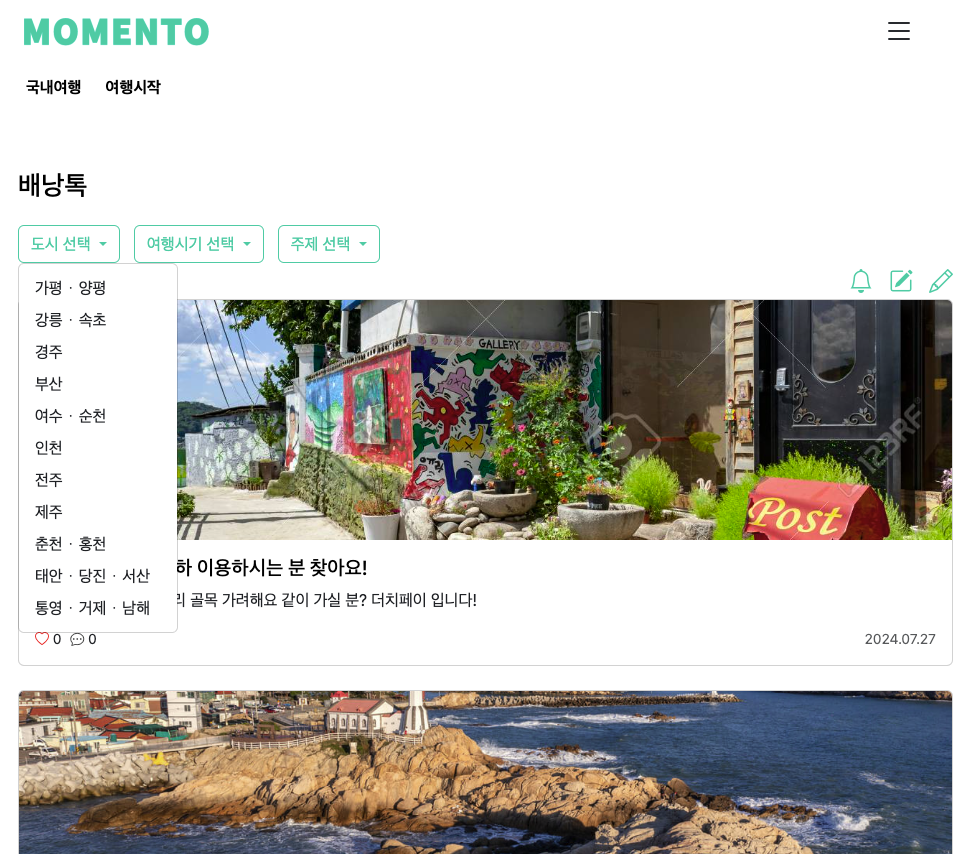 MOMENTO
국내여행 여행시작
배낭톡
도시 선택 여행시기 선택 주제 선택
가평 · 양평
강릉 · 속초
경주
부산
여수 · 순천
인천
전주
제주
춘천 · 홍천
태안 · 당진 · 서산
통영 · 거제 · 남해
GALLERY
123RF
Post
하 이용하시는 분 찾아요!
리 골목 가려해요 같이 가실 분? 더치페이 입니다!
0 0 2024.07.27